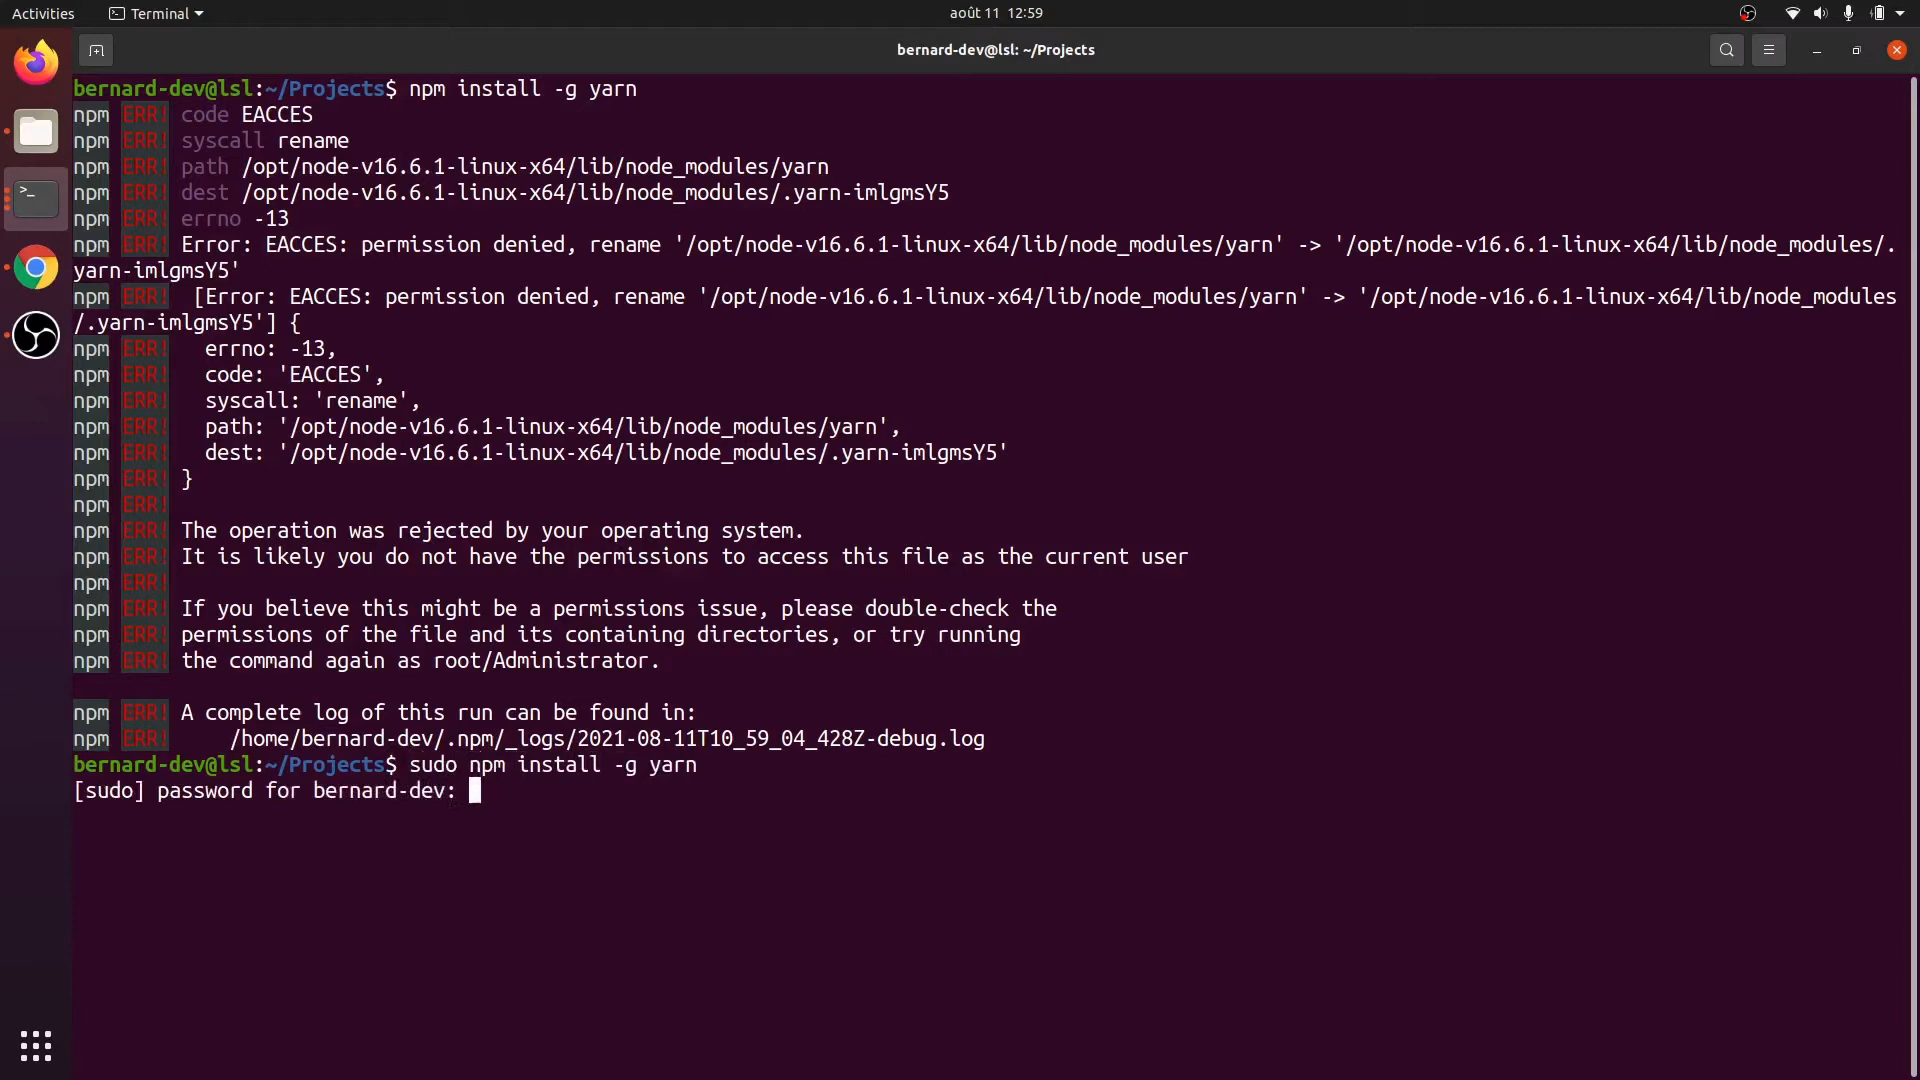 Activities
Terminal
août 11 12:59
bernard-dev@lsl: ~/Projects
bernard-dev@lsl:~/Projects$ npm install -g yarn
npm ERR! code EACCES
npm ERR! syscall rename
npm ERR! path /opt/node-v16.6.1-linux-x64/lib/node_modules/yarn
npm ERR! dest /opt/node-v16.6.1-linux-x64/lib/node_modules/.yarn-imlgmsY5
npm ERR! errno -13
npm ERR! Error: EACCES: permission denied, rename '/opt/node-v16.6.1-linux-x64/lib/node_modules/yarn' -> '/opt/node-v16.6.1-linux-x64/lib/node_modules/.
yarn-imlgmsY5'
npm ERR!  [Error: EACCES: permission denied, rename '/opt/node-v16.6.1-linux-x64/lib/node_modules/yarn' -> '/opt/node-v16.6.1-linux-x64/lib/node_modules
/.yarn-imlgmsY5'] {
npm ERR!   errno: -13,
npm ERR!   code: 'EACCES',
npm ERR!   syscall: 'rename',
npm ERR!   path: '/opt/node-v16.6.1-linux-x64/lib/node_modules/yarn',
npm ERR!   dest: '/opt/node-v16.6.1-linux-x64/lib/node_modules/.yarn-imlgmsY5'
npm ERR! }
npm ERR!
npm ERR! The operation was rejected by your operating system.
npm ERR! It is likely you do not have the permissions to access this file as the current user
npm ERR!
npm ERR! If you believe this might be a permissions issue, please double-check the
npm ERR! permissions of the file and its containing directories, or try running
npm ERR! the command again as root/Administrator.
npm ERR! A complete log of this run can be found in:
npm ERR!     /home/bernard-dev/.npm/_logs/2021-08-11T10_59_04_428Z-debug.log
bernard-dev@lsl:~/Projects$ sudo npm install -g yarn
[sudo] password for bernard-dev: